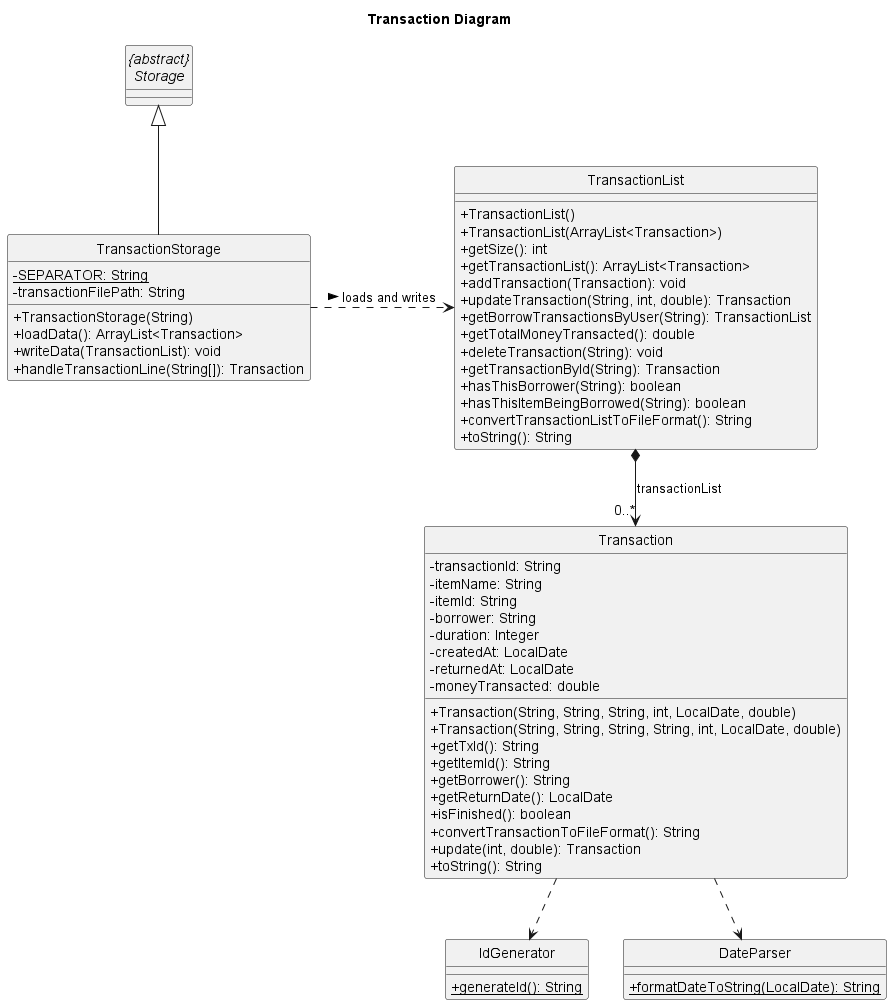 Transaction Diagram
{abstract}
Storage
TransactionStorage
-SEPARATOR: String
-transactionFilePath: String
+TransactionStorage(String)
+loadData(): ArrayList<Transaction>
+writeData(TransactionList): void
+handleTransactionLine(String[]): Transaction
loads and writes
TransactionList
+TransactionList()
+TransactionList(ArrayList<Transaction>)
+getSize(): int
+getTransactionList(): ArrayList<Transaction>
+addTransaction(Transaction): void
+updateTransaction(String, int, double): Transaction
+getBorrowTransactionsByUser(String): TransactionList
+getTotalMoneyTransacted(): double
+deleteTransaction(String): void
+getTransactionById(String): Transaction
+hasThisBorrower(String): boolean
+hasThisItemBeingBorrowed(String): boolean
+convertTransactionListToFileFormat(): String
+toString(): String
transactionList
0..*
Transaction
-transactionId: String
-itemName: String
-itemId: String
-borrower: String
-duration: Integer
-createdAt: LocalDate
-returnedAt: LocalDate
-moneyTransacted: double
+Transaction(String, String, String, int, LocalDate, double)
+Transaction(String, String, String, String, int, LocalDate, double)
+getTxId(): String
+getItemId(): String
+getBorrower(): String
+getReturnDate(): LocalDate
+isFinished(): boolean
+convertTransactionToFileFormat(): String
+update(int, double): Transaction
+toString(): String
IdGenerator
+generateId(): String
DateParser
+formatDateToString(LocalDate): String